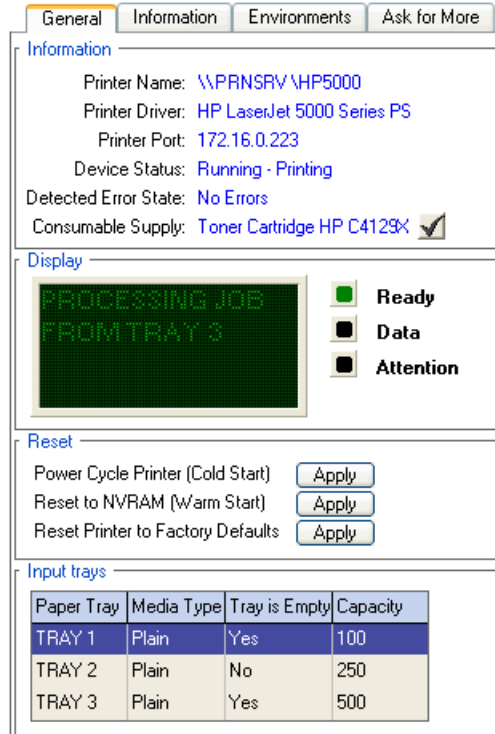 General Information Environments Ask for More
Information
Printer Name: \\PRNSRV\HP5000
Printer Driver: HP LaserJet 5000 Series PS
Printer Port: 172.16.0.223
Device Status: Running - Printing
Detected Error State: No Errors
Consumable Supply: Toner Cartridge HP C4129X
Display
PROCESSING JOB
FROM TRAY 3
Ready
Data
Attention
Reset
Power Cycle Printer (Cold Start) Apply
Reset to NVRAM (Warm Start) Apply
Reset Printer to Factory Defaults Apply
Input trays
Paper Tray Media Type Tray is Empty Capacity
TRAY 1 Plain Yes 100
TRAY 2 Plain No 250
TRAY 3 Plain Yes 500